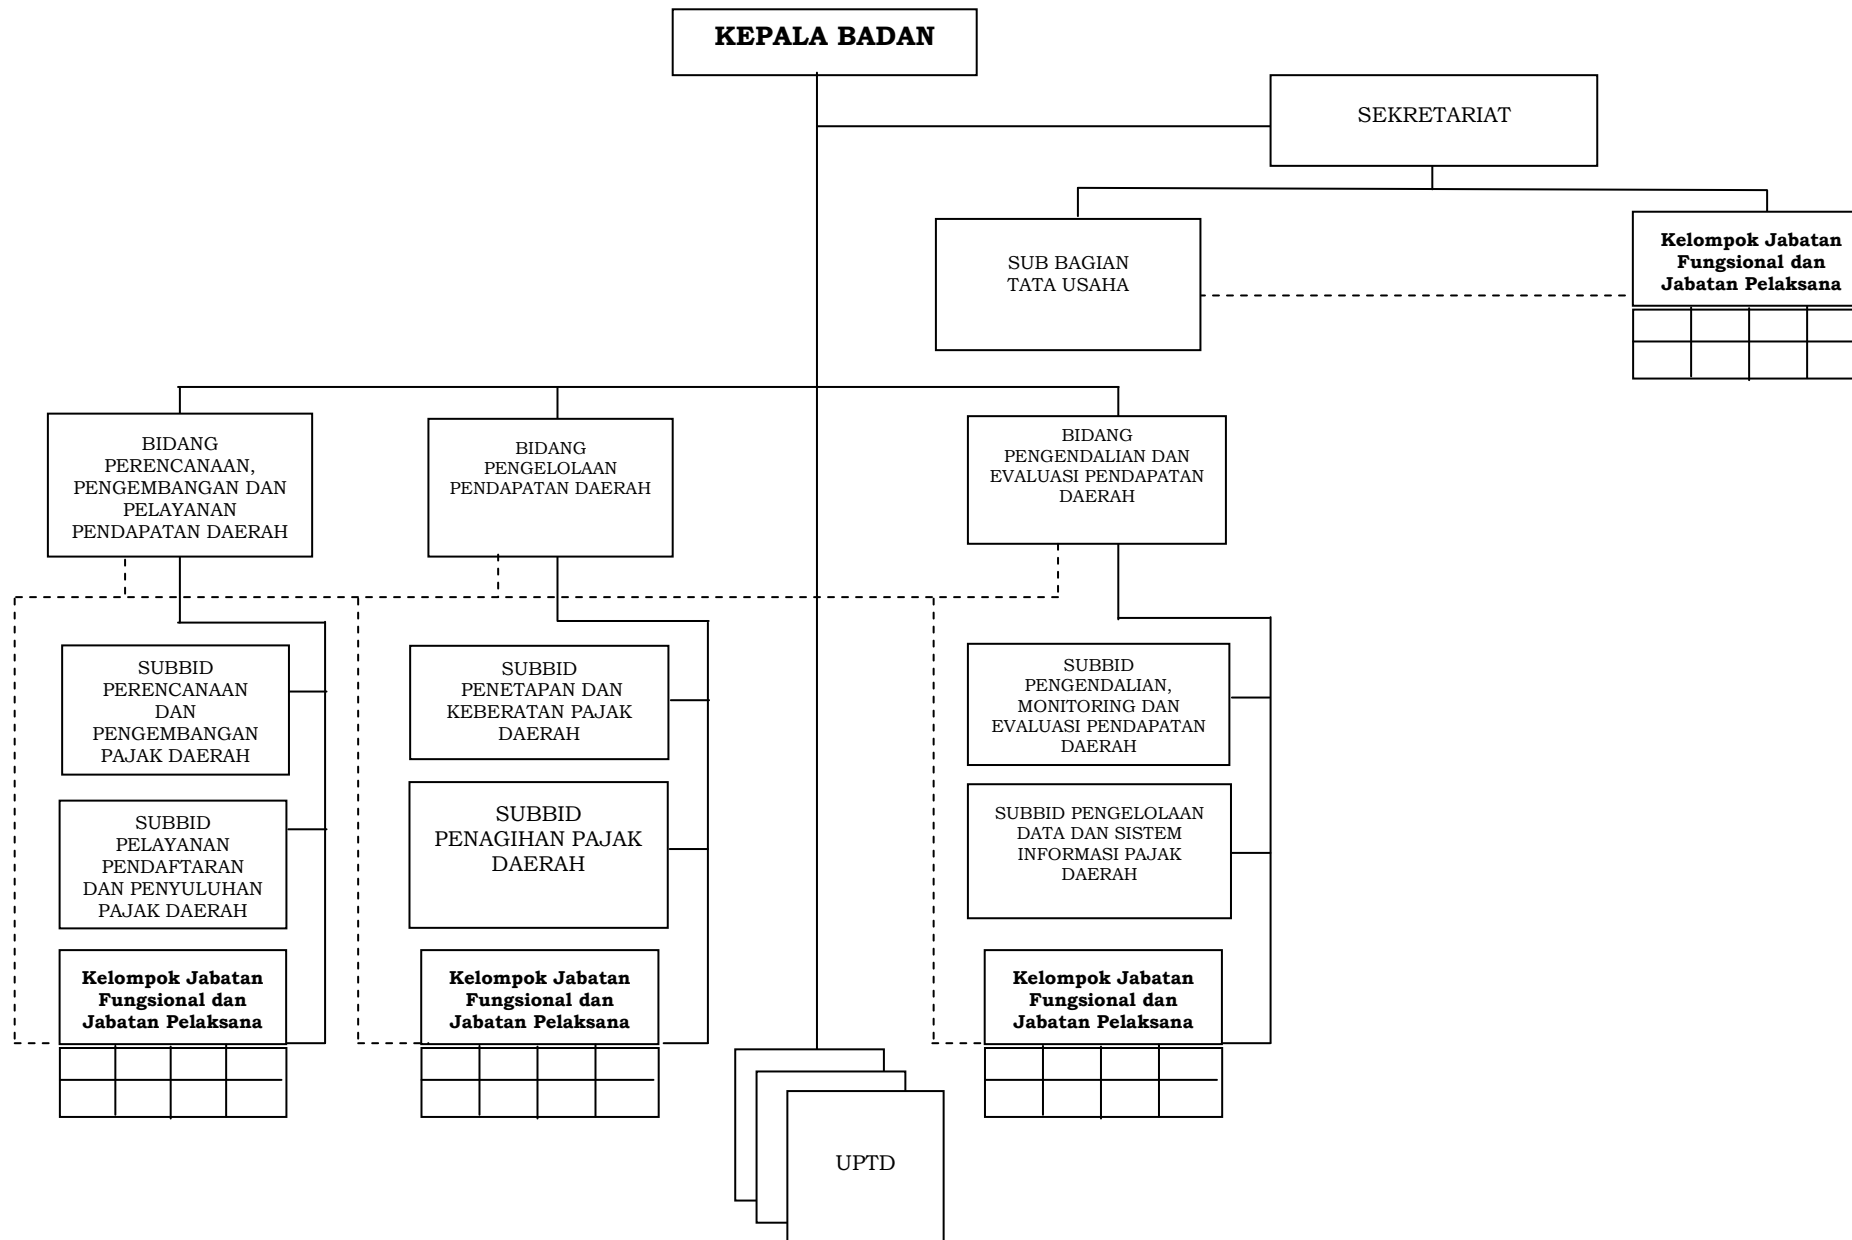 KEPALA BADAN
SEKRETARIAT
SUB BAGIAN
TATA USAHA
Kelompok Jabatan
Fungsional dan
Jabatan Pelaksana
BIDANG
PERENCANAAN,
PENGEMBANGAN DAN
PELAYANAN
PENDAPATAN DAERAH
BIDANG
PENGELOLAAN
PENDAPATAN DAERAH
BIDANG
PENGENDALIAN DAN
EVALUASI PENDAPATAN
DAERAH
SUBBID
PERENCANAAN
DAN
PENGEMBANGAN
PAJAK DAERAH
SUBBID
PENETAPAN DAN
KEBERATAN PAJAK
DAERAH
SUBBID
PENGENDALIAN,
MONITORING DAN
EVALUASI PENDAPATAN
DAERAH
SUBBID
PELAYANAN
PENDAFTARAN
DAN PENYULUHAN
PAJAK DAERAH
SUBBID
PENAGIHAN PAJAK
DAERAH
SUBBID PENGELOLAAN
DATA DAN SISTEM
INFORMASI PAJAK
DAERAH
Kelompok Jabatan
Fungsional dan
Jabatan Pelaksana
Kelompok Jabatan
Fungsional dan
Jabatan Pelaksana
Kelompok Jabatan
Fungsional dan
Jabatan Pelaksana
UPTD